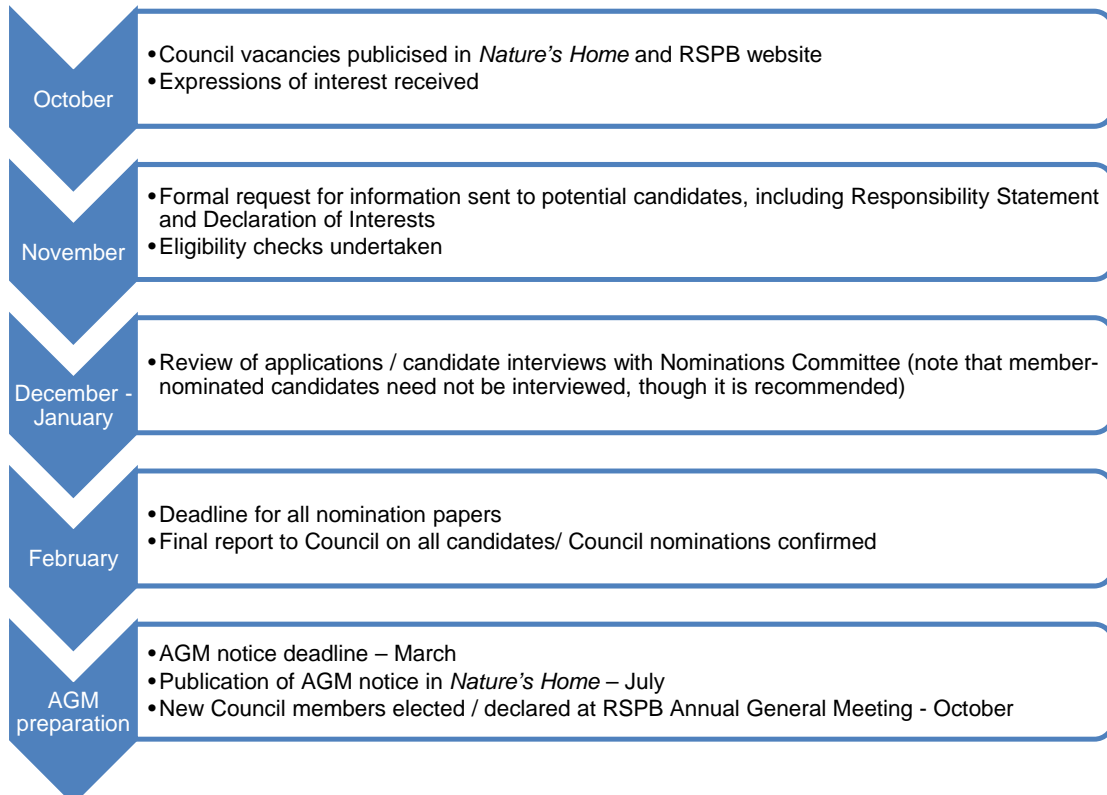 October
•Council vacancies publicised in Nature's Home and RSPB website
•Expressions of interest received
November
•Formal request for information sent to potential candidates, including Responsibility Statement
and Declaration of Interests
•Eligibility checks undertaken
December -
January
•Review of applications / candidate interviews with Nominations Committee (note that member-
nominated candidates need not be interviewed, though it is recommended)
February
•Deadline for all nomination papers
•Final report to Council on all candidates/ Council nominations confirmed
AGM
preparation
•AGM notice deadline – March
•Publication of AGM notice in Nature's Home – July
•New Council members elected / declared at RSPB Annual General Meeting - October